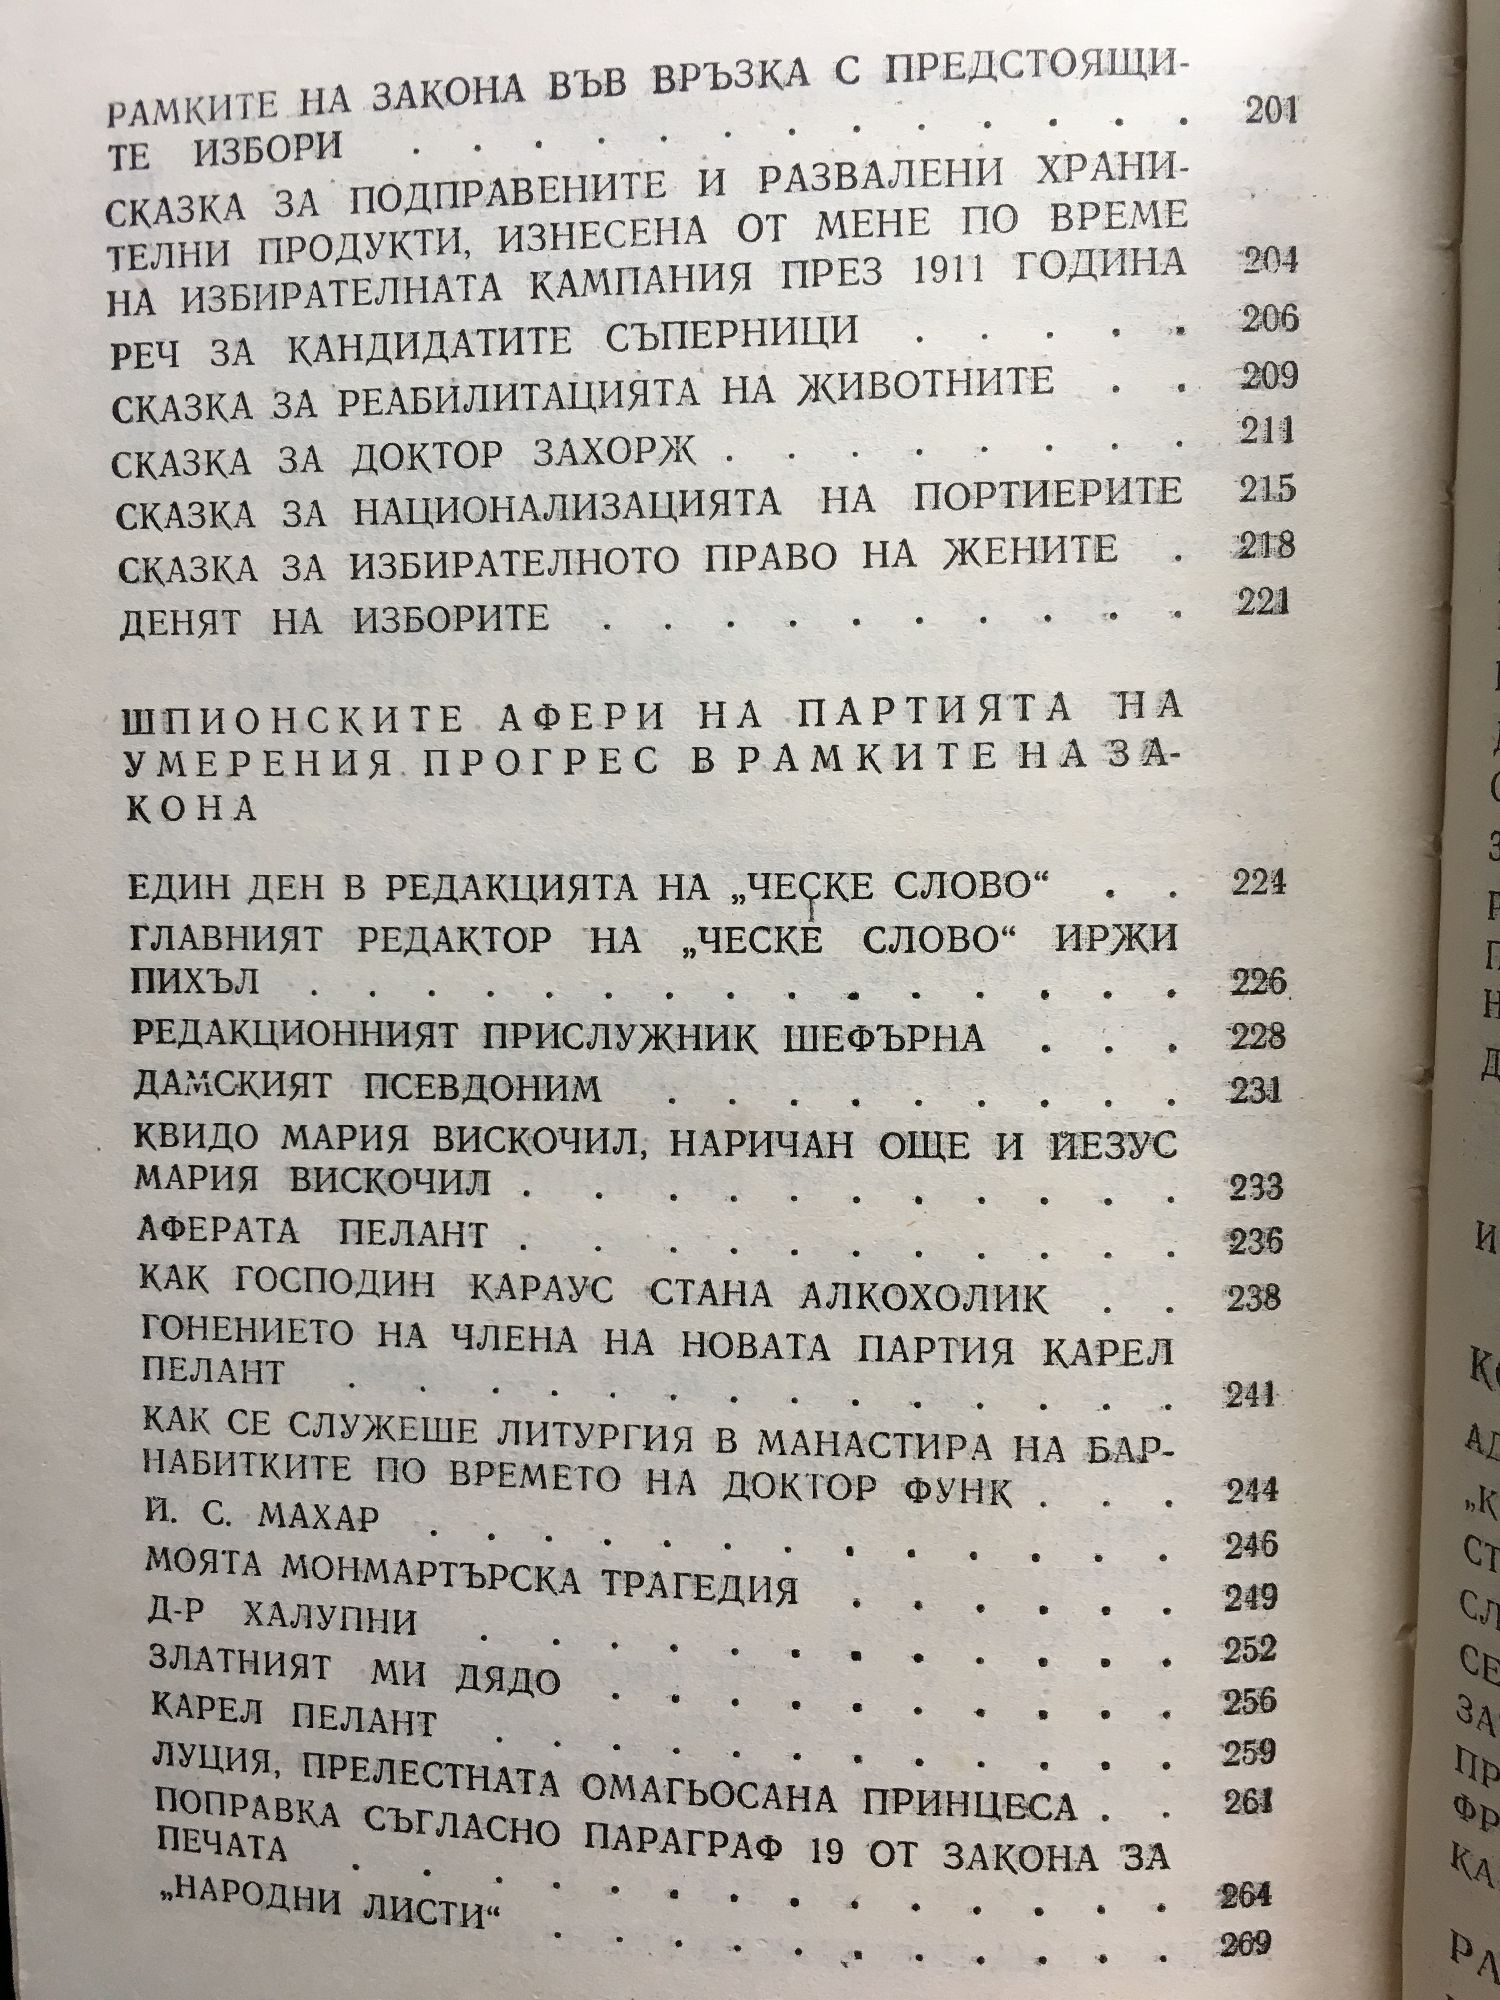 РАМКИТЕ НА ЗАКОНА ВЪВ ВРЪЗКА С ПРЕДСТОЯЩИ-
ТЕ ИЗБОРИ . . . . . . . . . . . . 201
СКАЗКА ЗА ПОДПРАВЕНИТЕ И РАЗВАЛЕНИ ХРАНИ-
ТЕЛНИ ПРОДУКТИ, ИЗНЕСЕНА ОТ МЕНЕ ПО ВРЕМЕ
НА ИЗБИРАТЕЛНАТА КАМПАНИЯ ПРЕЗ 1911 ГОДИНА 204
РЕЧ ЗА КАНДИДАТИТЕ СЪПЕРНИЦИ . . . . . 206
СКАЗКА ЗА РЕАБИЛИТАЦИЯТА НА ЖИВОТНИТЕ . . 209
СКАЗКА ЗА ДОКТОР ЗАХОРЖ . . . . . . . . 211
СКАЗКА ЗА НАЦИОНАЛИЗАЦИЯТА НА ПОРТИЕРИТЕ 215
СКАЗКА ЗА ИЗБИРАТЕЛНОТО ПРАВО НА ЖЕНИТЕ . 218
ДЕНЯТ НА ИЗБОРИТЕ . . . . . . . . . . 221
ШПИОНСКИТЕ АФЕРИ НА ПАРТИЯТА НА
УМЕРЕНИЯ ПРОГРЕС В РАМКИТЕ НА ЗА-
КОНА
ЕДИН ДЕН В РЕДАКЦИЯТА НА „ЧЕСКЕ СЛОВО“ . . 224
ГЛАВНИЯТ РЕДАКТОР НА „ЧЕСКЕ СЛОВО“ ИРЖИ
ПИХЪЛ . . . . . . . . . . . . . . . 226
РЕДАКЦИОННИЯТ ПРИСЛУЖНИК ШЕФЪРНА . . . 228
ДАМСКИЯТ ПСЕВДОНИМ . . . . . . . . . 231
КВИДО МАРИЯ ВИСКОЧИЛ, НАРИЧАН ОЩЕ И ЙЕЗУС
МАРИЯ ВИСКОЧИЛ . . . . . . . . . . . 233
АФЕРАТА ПЕЛАНТ . . . . . . . . . . . 236
КАК ГОСПОДИН КАРАУС СТАНА АЛКОХОЛИК . . 238
ГОНЕНИЕТО НА ЧЛЕНА НА НОВАТА ПАРТИЯ КАРЕЛ
ПЕЛАНТ . . . . . . . . . . . . . . 241
КАК СЕ СЛУЖЕШЕ ЛИТУРГИЯ В МАНАСТИРА НА БАР-
НАБИТКИТЕ ПО ВРЕМЕТО НА ДОКТОР ФУНК . . . 244
Й. С. МАХАР . . . . . . . . . . . . . 246
МОЯТА МОНМАРТЪРСКА ТРАГЕДИЯ . . . . . . 249
Д-Р ХАЛУПНИ . . . . . . . . . . . . 252
ЗЛАТНИЯТ МИ ДЯДО . . . . . . . . . . 256
КАРЕЛ ПЕЛАНТ . . . . . . . . . . . . 259
ЛУЦИЯ, ПРЕЛЕСТНАТА ОМАГЬОСАНА ПРИНЦЕСА . . 261
ПОПРАВКА СЪГЛАСНО ПАРАГРАФ 19 ОТ ЗАКОНА ЗА
ПЕЧАТА . . . . . . . . . . . . . . 264
„НАРОДНИ ЛИСТИ“ . . . . . . . . . . . 269